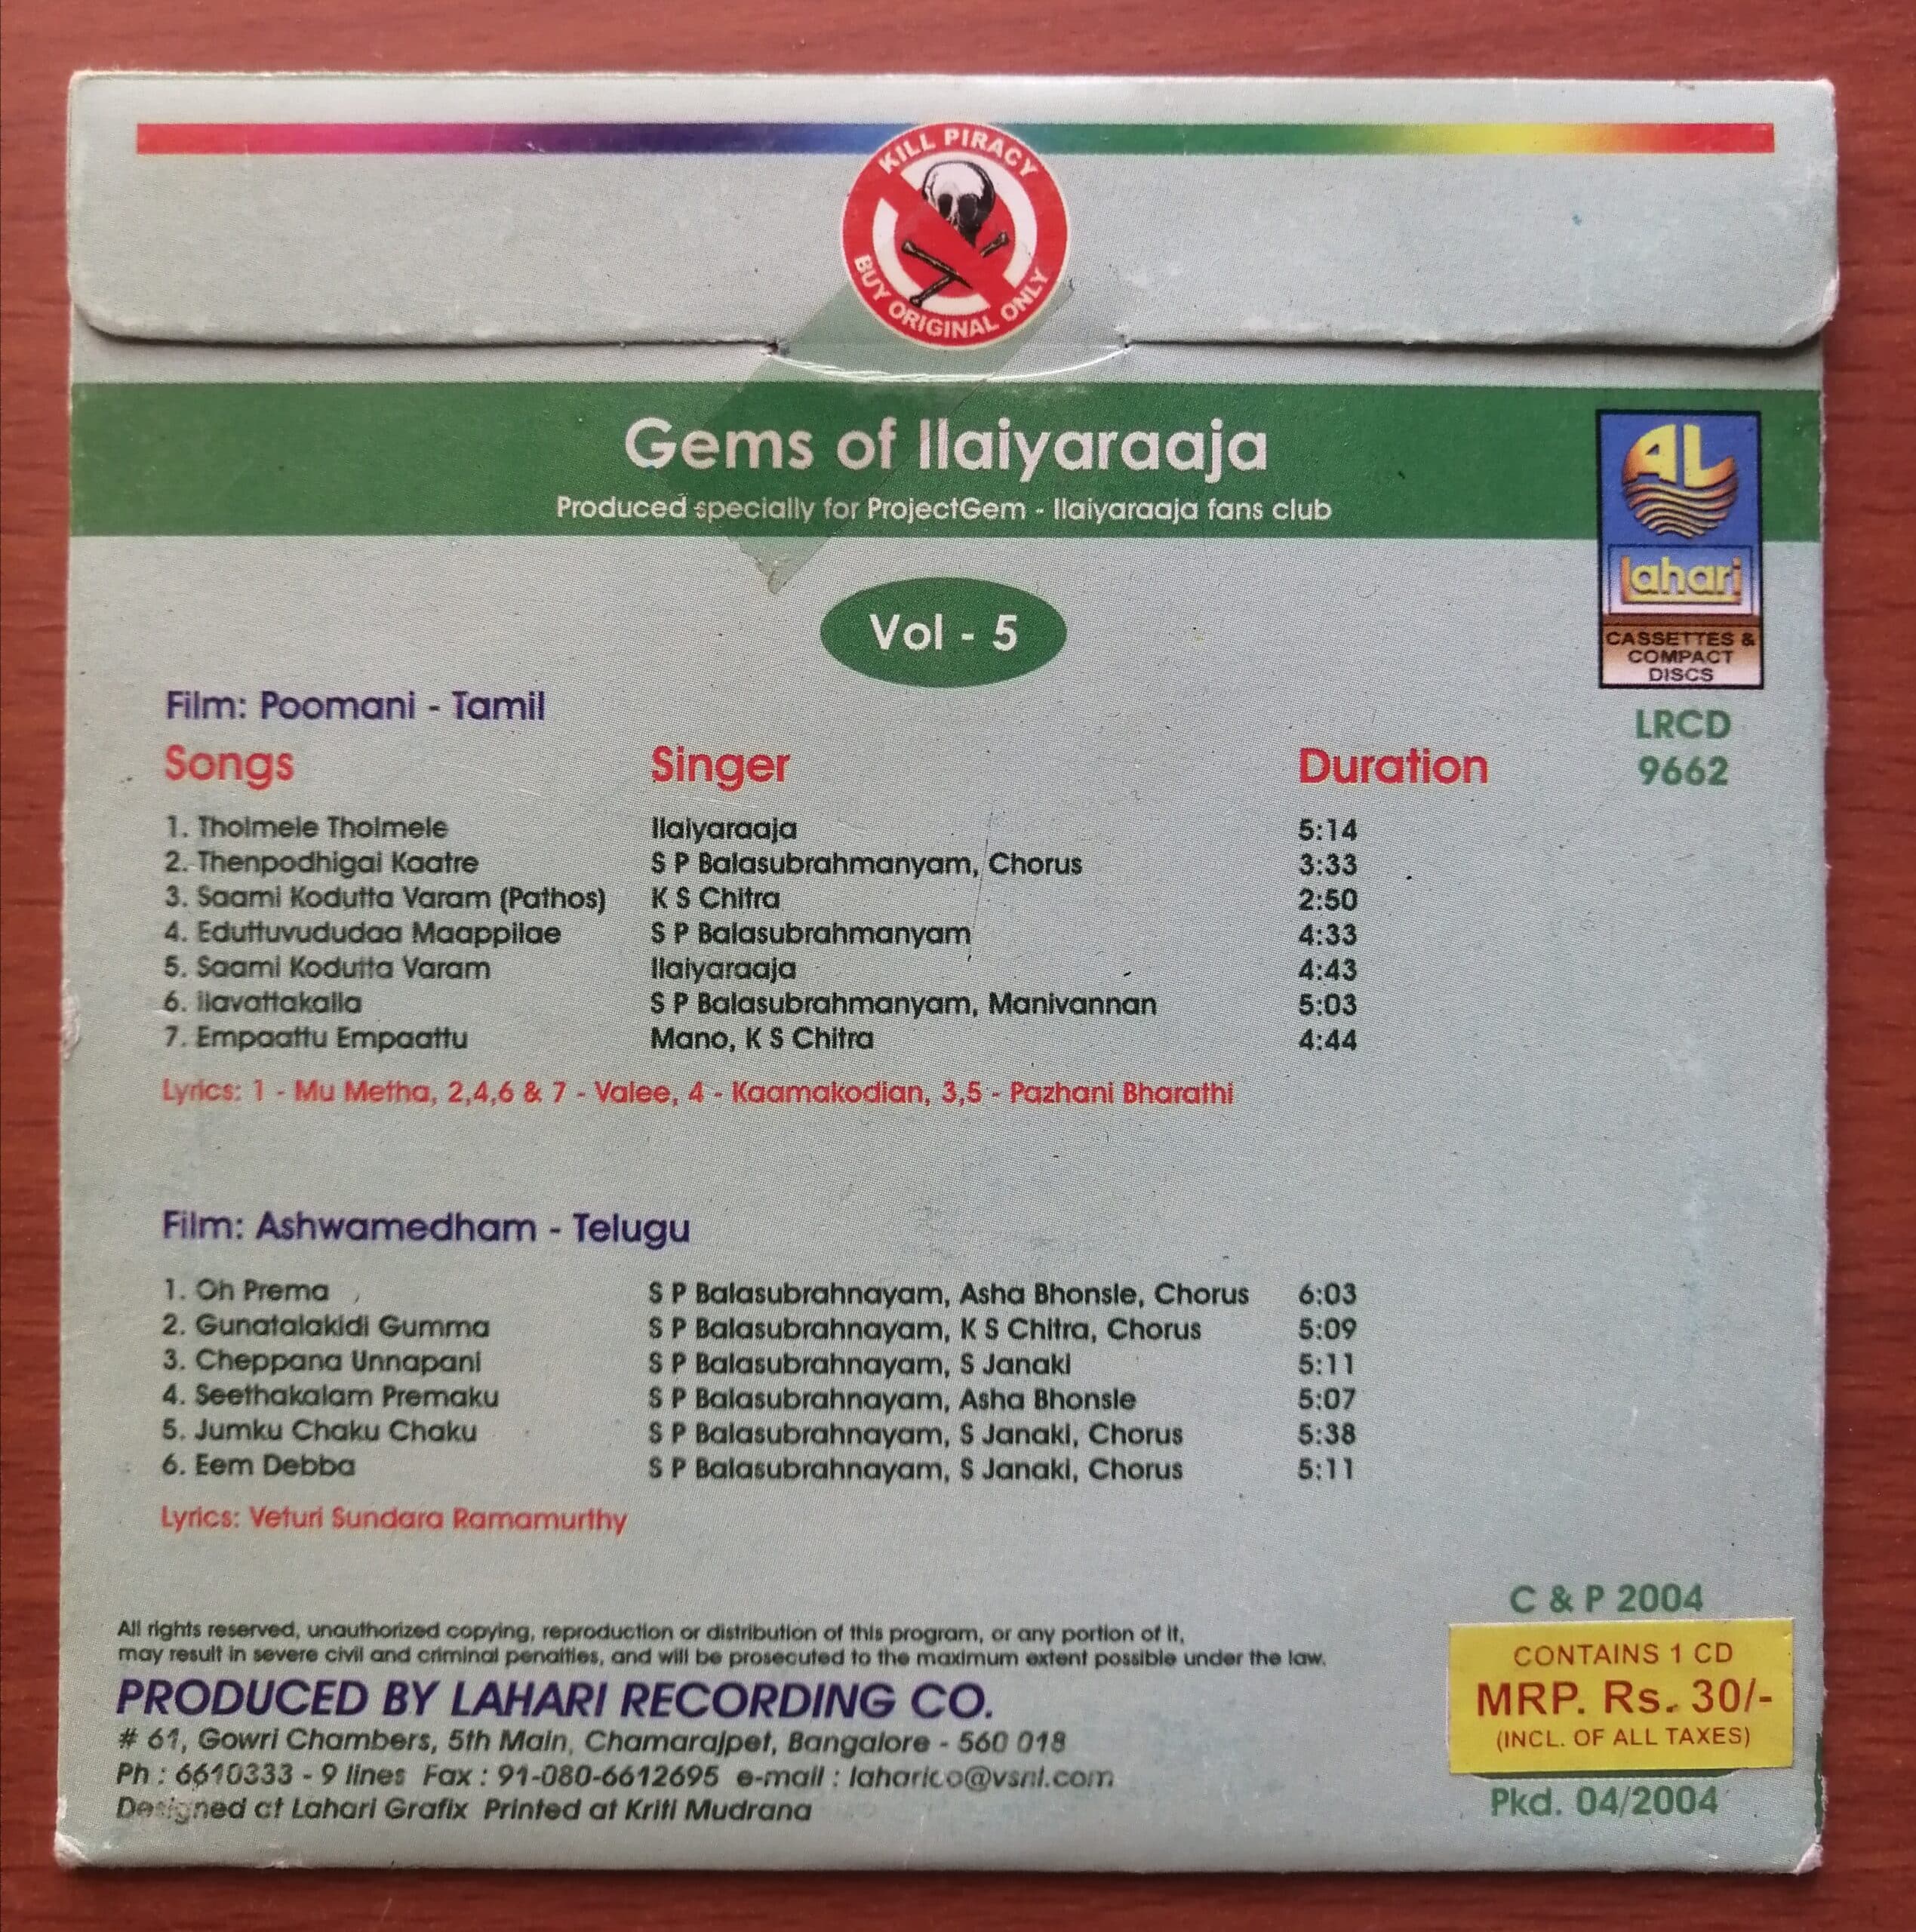 KILL PIRACY
BUY ORIGINAL ONLY
Gems of Ilaiyaraaja
Produced specially for ProjectGem - Ilaiyaraaja fans club
AL
lahari
CASSETTES &
COMPACT
DISCS
Vol - 5
LRCD
9662
Film: Poomani - Tamil
Songs Singer Duration
1. Tholmele Tholmele Ilaiyaraaja 5:14
2. Thenpodhigai Kaatre S P Balasubrahmanyam, Chorus 3:33
3. Saami Kodutta Varam (Pathos) K S Chitra 2:50
4. Eduttuvududaa Maappilae S P Balasubrahmanyam 4:33
5. Saami Kodutta Varam Ilaiyaraaja 4:43
6. ilavattakalla S P Balasubrahmanyam, Manivannan 5:03
7. Empaattu Empaattu Mano, K S Chitra 4:44
Lyrics: 1 - Mu Metha, 2,4,6 & 7 - Valee, 4 - Kaamakodian, 3,5 - Pazhani Bharathi
Film: Ashwamedham - Telugu
1. Oh Prema S P Balasubrahnayam, Asha Bhonsle, Chorus 6:03
2. Gunatalakidi Gumma S P Balasubrahnayam, K S Chitra, Chorus 5:09
3. Cheppana Unnapani S P Balasubrahnayam, S Janaki 5:11
4. Seethakalam Premaku S P Balasubrahnayam, Asha Bhonsle 5:07
5. Jumku Chaku Chaku S P Balasubrahnayam, S Janaki, Chorus 5:38
6. Eem Debba S P Balasubrahnayam, S Janaki, Chorus 5:11
Lyrics: Veturi Sundara Ramamurthy
All rights reserved, unauthorized copying, reproduction or distribution of this program, or any portion of it,
may result in severe civil and criminal penalties, and will be prosecuted to the maximum extent possible under the law.
PRODUCED BY LAHARI RECORDING CO.
# 61, Gowri Chambers, 5th Main, Chamarajpet, Bangalore - 560 018
Ph : 6610333 - 9 lines Fax : 91-080-6612695 e-mail : laharico@vsnl.com
Designed at Lahari Grafix Printed at Kriti Mudrana
C & P 2004
CONTAINS 1 CD
MRP. Rs. 30/-
(INCL. OF ALL TAXES)
Pkd. 04/2004